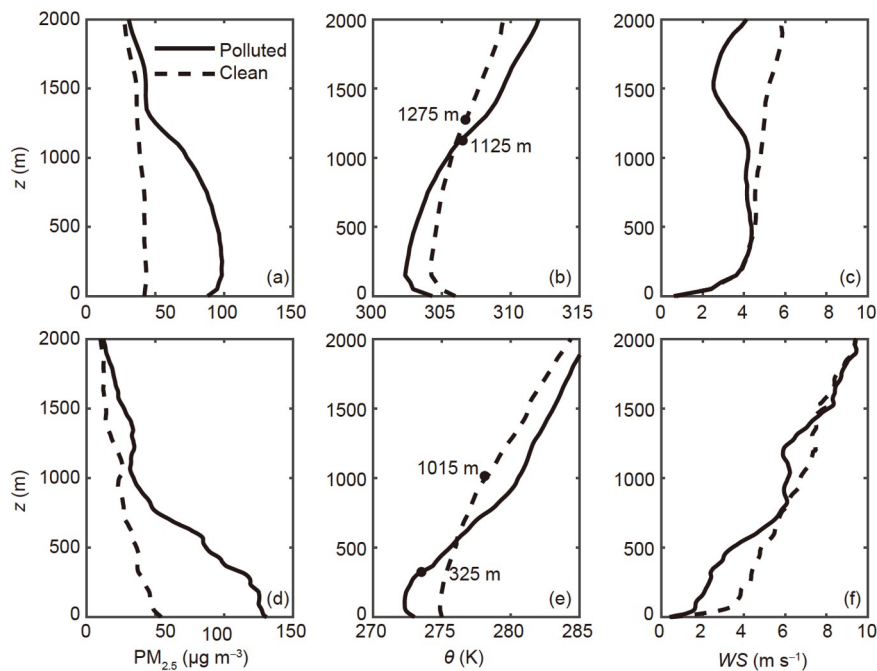 2000
1500
1000
500
0
z (m)
Polluted
Clean
(a)
0 50 100 150
1275 m
1125 m
(b)
300 305 310 315
(c)
0 2 4 6 8
2000
1500
1000
500
0
2000
1500
1000
500
0
2000
1500
1000
500
0
z (m)
(d)
0 50 100 150
PM2.5 (μg m−3)
2000
1500
1000
500
0
1015 m
325 m
(e)
270 275 280 285
θ (K)
2000
1500
1000
500
0
(f)
0 2 4 6 8 10
WS (m s−1)